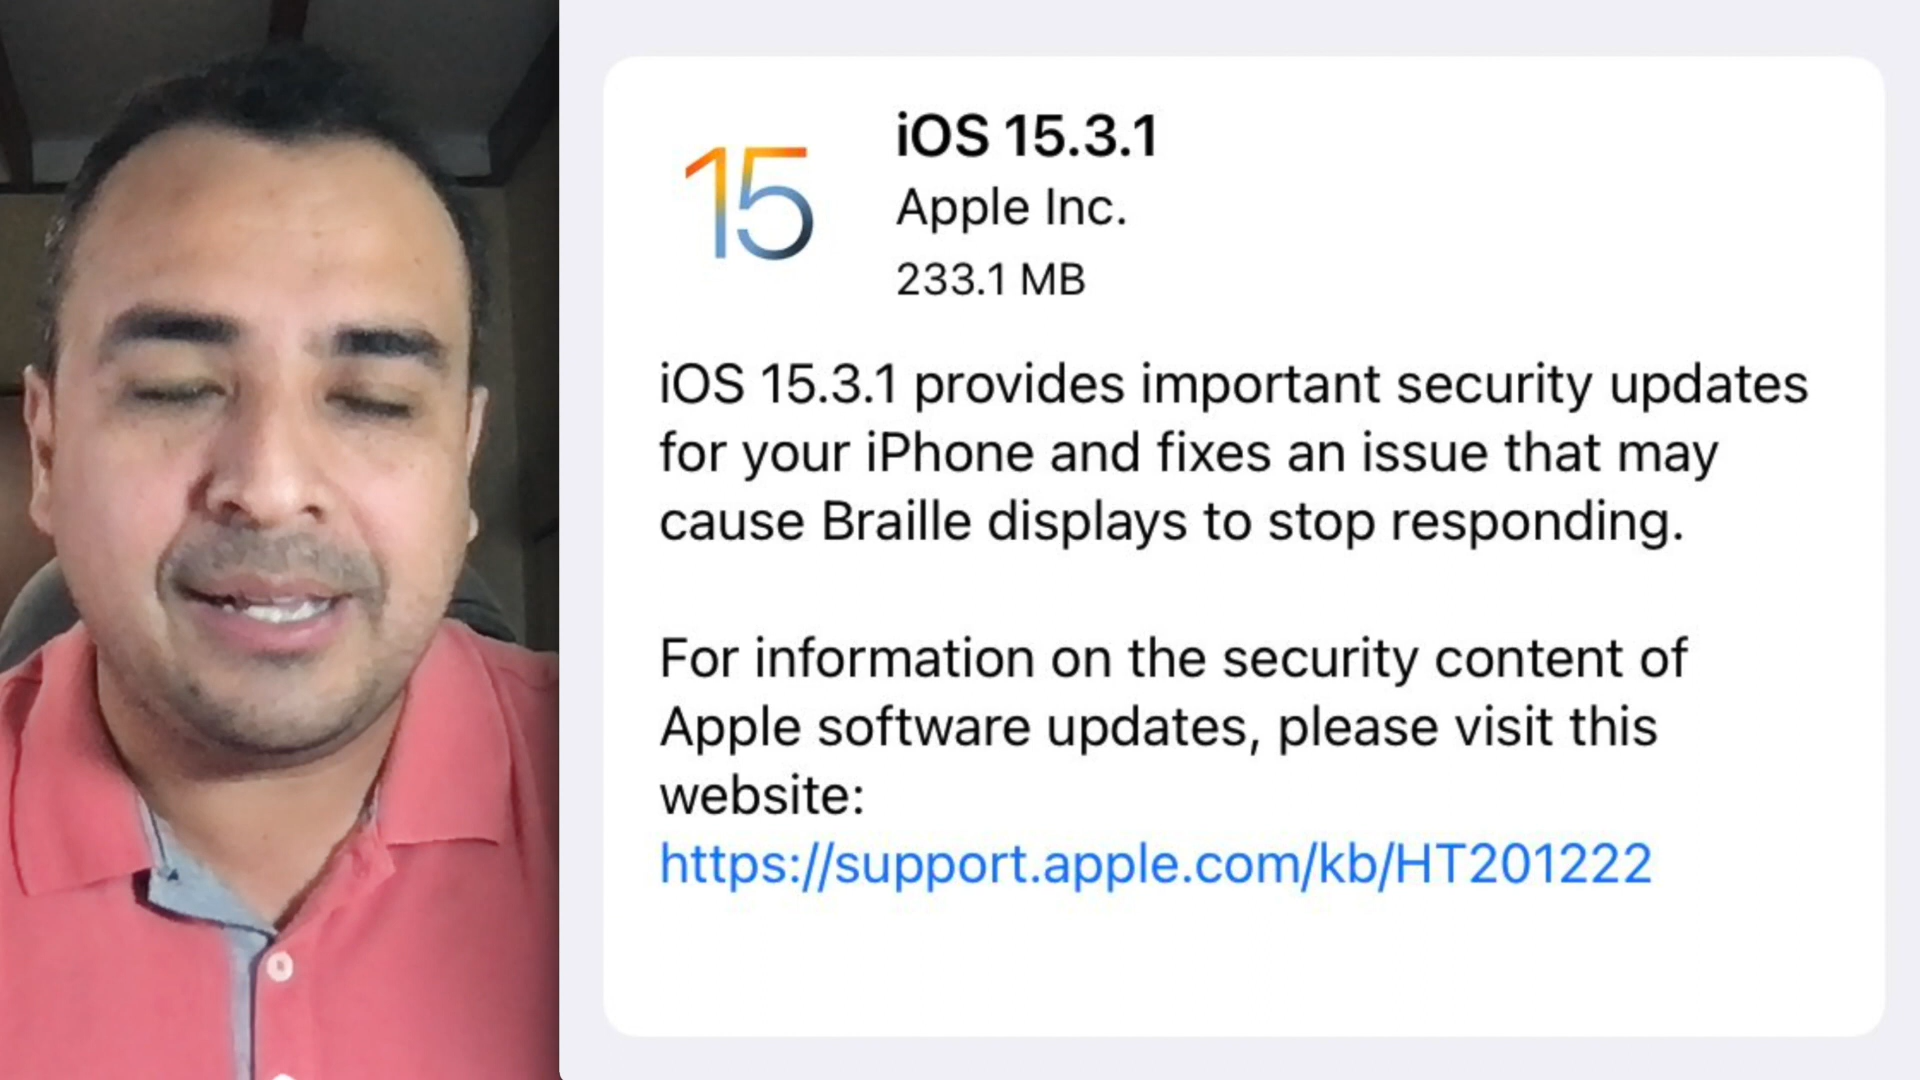 15
iOS 15.3.1
Apple Inc.
233.1 MB
iOS 15.3.1 provides important security updates
for your iPhone and fixes an issue that may
cause Braille displays to stop responding.
For information on the security content of
Apple software updates, please visit this
website:
https://support.apple.com/kb/HT201222